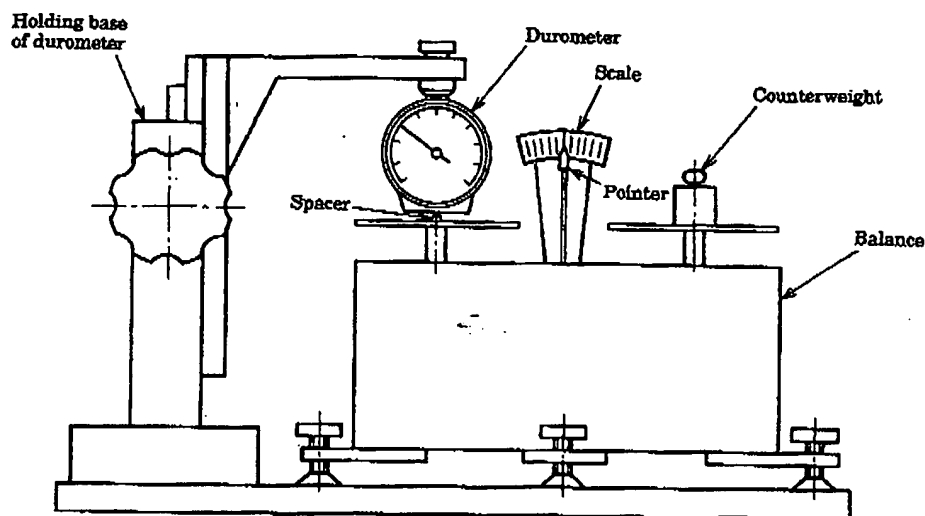 Holding base
of durometer
Durometer
Scale
Counterweight
Pointer
Spacer
Balance